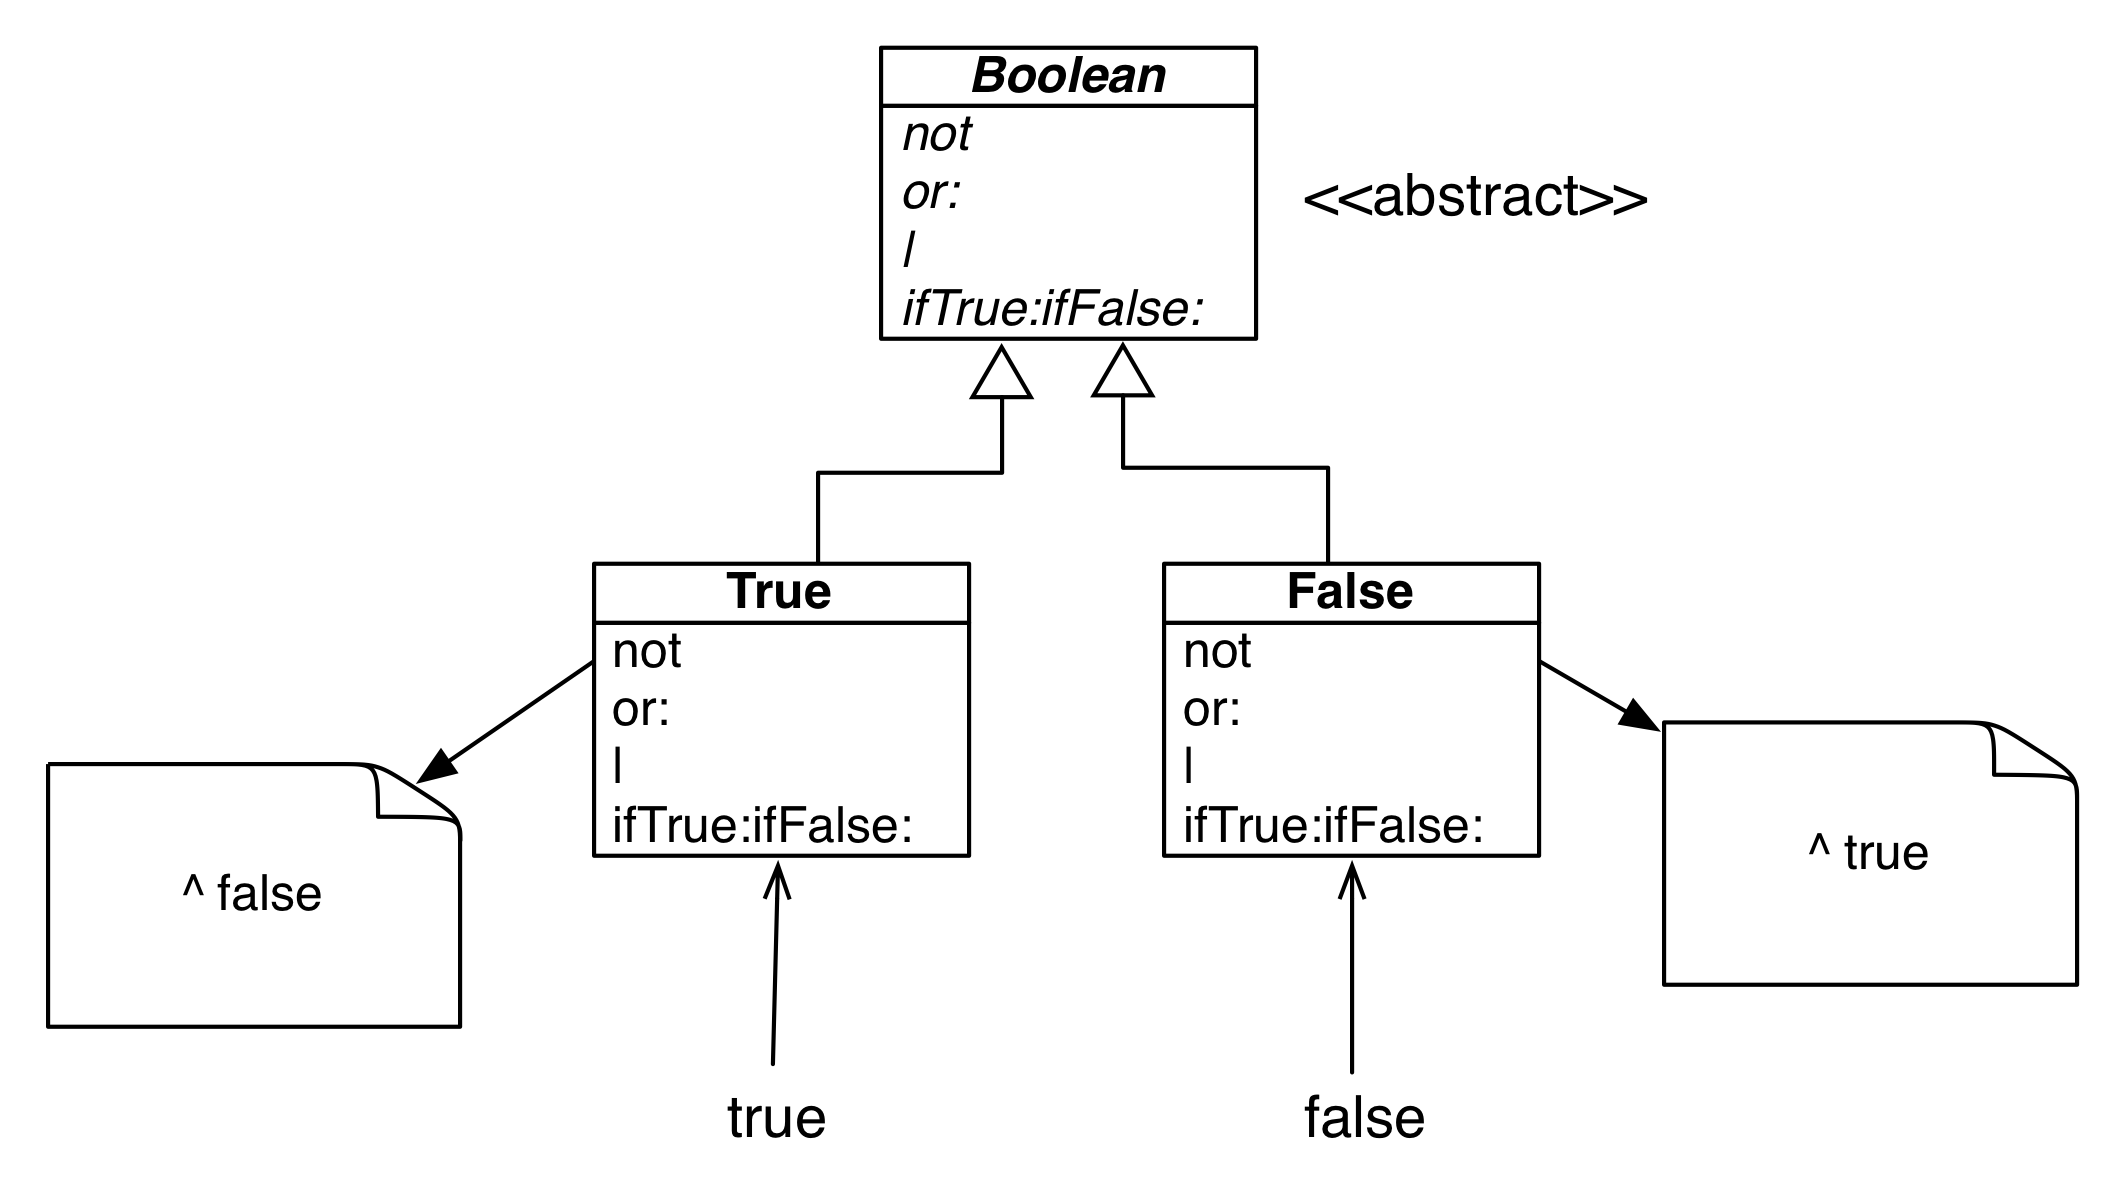 Boolean
not
or:
|
ifTrue:ifFalse:
<<abstract>>
True
not
or:
|
ifTrue:ifFalse:
False
not
or:
|
ifTrue:ifFalse:
^ false
^ true
true
false